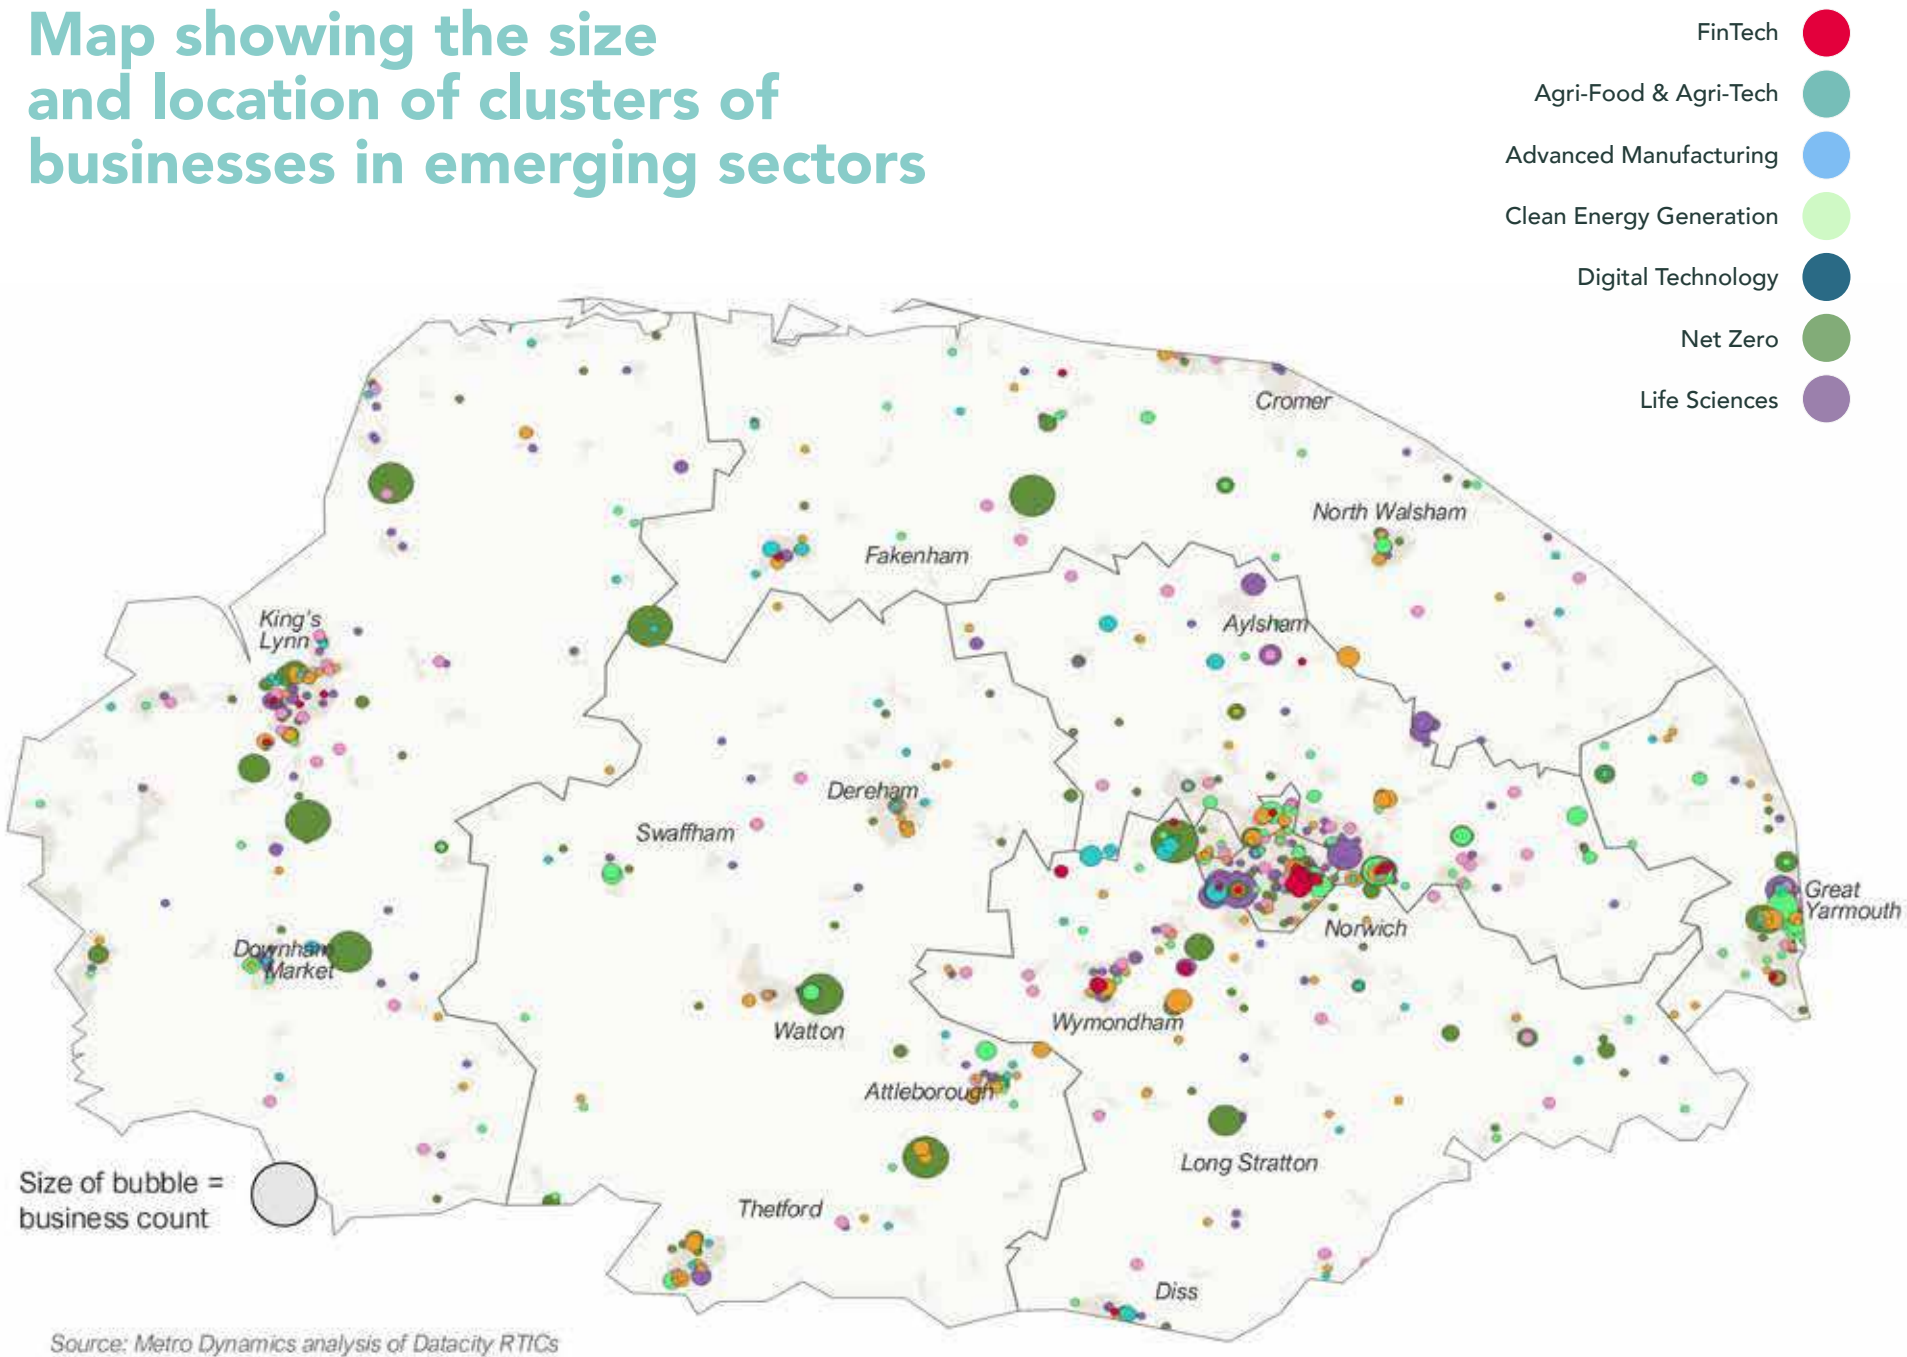 Map showing the size
and location of clusters of
businesses in emerging sectors
FinTech
Agri-Food & Agri-Tech
Advanced Manufacturing
Clean Energy Generation
Digital Technology
Net Zero
Life Sciences
Cromer
North Walsham
Fakenham
King's
Lynn
Aylsham
Dereham
Swaffham
Great
Yarmouth
Norwich
Downham
Market
Watton
Wymondham
Attleborough
Long Stratton
Thetford
Diss
Size of bubble =
business count
Source: Metro Dynamics analysis of Datacity RTICs